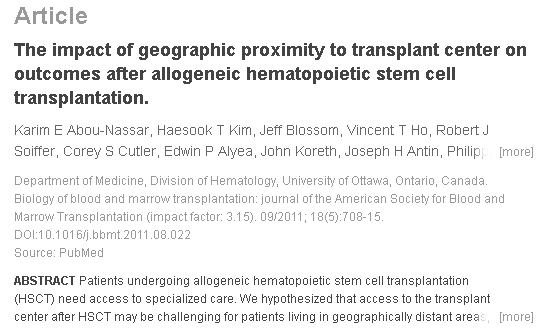 Article
The impact of geographic proximity to transplant center on
outcomes after allogeneic hematopoietic stem cell
transplantation.
Karim E Abou-Nassar, Haesook T Kim, Jeff Blossom, Vincent T Ho, Robert J
Soiffer, Corey S Cutler, Edwin P Alyea, John Koreth, Joseph H Antin, Philipp [more]
Department of Medicine, Division of Hematology, University of Ottawa, Ontario, Canada.
Biology of blood and marrow transplantation: journal of the American Society for Blood and
Marrow Transplantation (impact factor: 3.15). 09/2011; 18(5):708-15.
DOI:10.1016/j.bbmt.2011.08.022
Source: PubMed
ABSTRACT Patients undergoing allogeneic hematopoietic stem cell transplantation
(HSCT) need access to specialized care. We hypothesized that access to the transplant
center after HSCT may be challenging for patients living in geographically distant areas, [more]